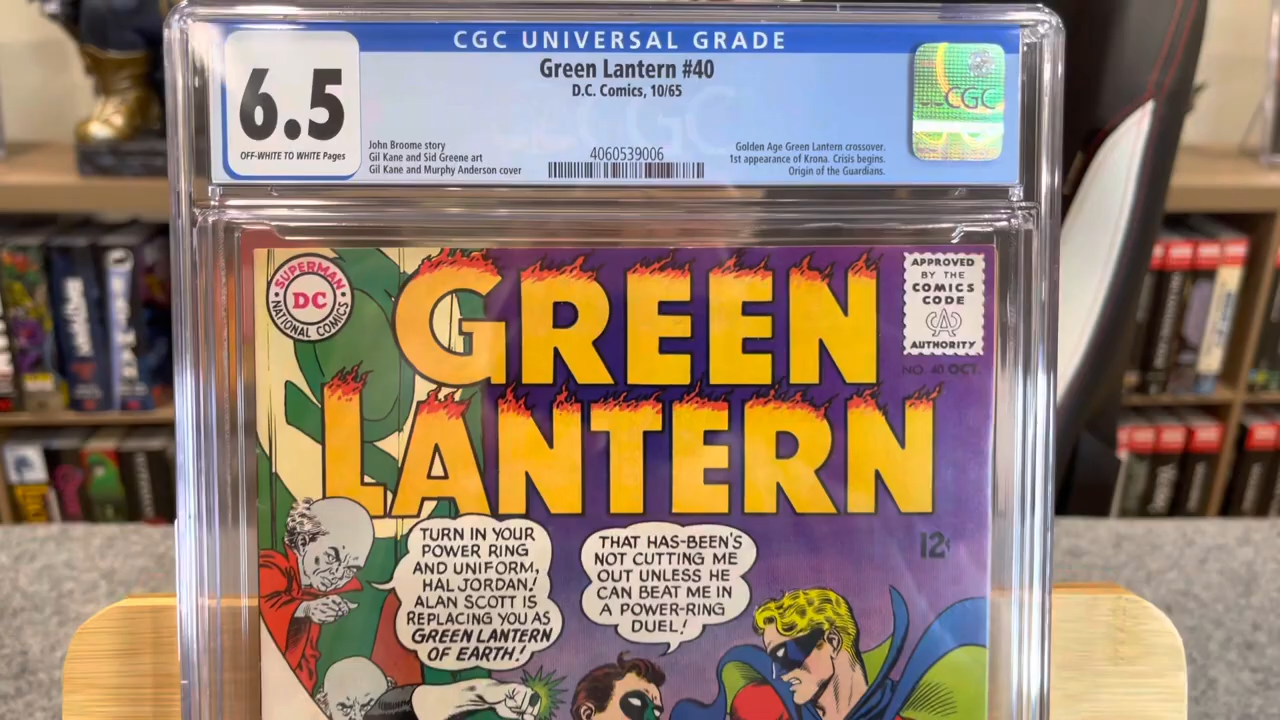 CGC UNIVERSAL GRADE
6.5
OFF-WHITE TO WHITE Pages
Green Lantern #40
D.C. Comics, 10/65
John Broome story
Gil Kane and Sid Greene art
Gil Kane and Murphy Anderson cover
4060539006
Golden Age Green Lantern crossover.
1st appearance of Krona. Crisis begins.
Origin of the Guardians.
CGC
SUPERMAN
DC
NATIONAL COMICS
GREEN
LANTERN
APPROVED
BY THE
COMICS
CODE
AUTHORITY
NO. 40 OCT.
12¢
TURN IN YOUR
POWER RING
AND UNIFORM,
HAL JORDAN!
ALAN SCOTT IS
REPLACING YOU AS
GREEN LANTERN
OF EARTH!
THAT HAS-BEEN'S
NOT CUTTING ME
OUT UNLESS HE
CAN BEAT ME IN
A POWER-RING
DUEL!